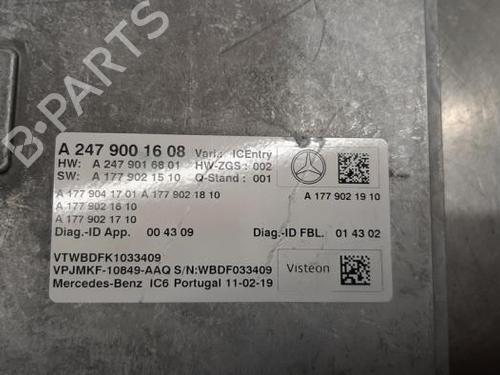 A 247 900 16 08 Vari.: ICEntry
HW: A 247 901 68 01 HW-ZGS : 002
SW: A 177 902 15 10 Q-Stand : 001
A 177 904 17 01 A 177 902 18 10
A 177 902 16 10
A 177 902 17 10
A 177 902 19 10
Diag.-ID App. 00 43 09 Diag.-ID FBL. 01 43 02
VTWBDFK1033409
VPJMKF-10849-AAQ S/N:WBDF033409
Mercedes-Benz IC6 Portugal 11-02-19
Visteon
B-PARTS